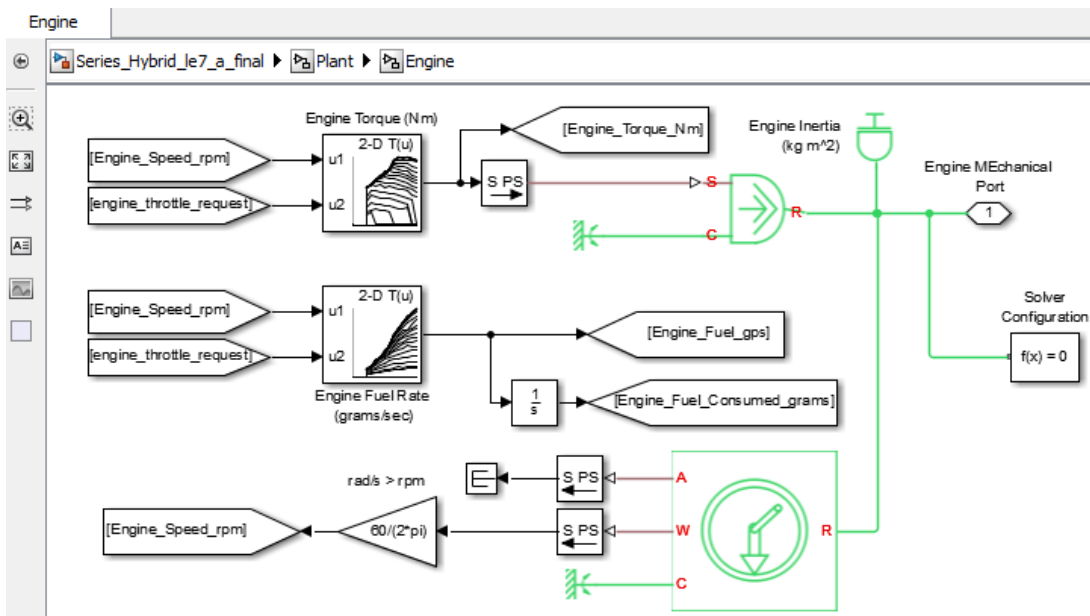 Engine
Series_Hybrid_le7_a_final
Plant
Engine
Engine Torque (Nm)
[Engine_Speed_rpm]
[engine_throttle_request]
u1
u2
2-D T(u)
[Engine_Torque_Nm]
S PS
S
C
R
Engine Inertia
(kg m^2)
Engine MEchanical
Port
1
Solver
Configuration
f(x) = 0
[Engine_Speed_rpm]
[engine_throttle_request]
u1
u2
2-D T(u)
Engine Fuel Rate
(grams/sec)
[Engine_Fuel_gps]
1
s
[Engine_Fuel_Consumed_grams]
rad/s > rpm
[Engine_Speed_rpm]
60/(2*pi)
S PS
S PS
A
W
C
R